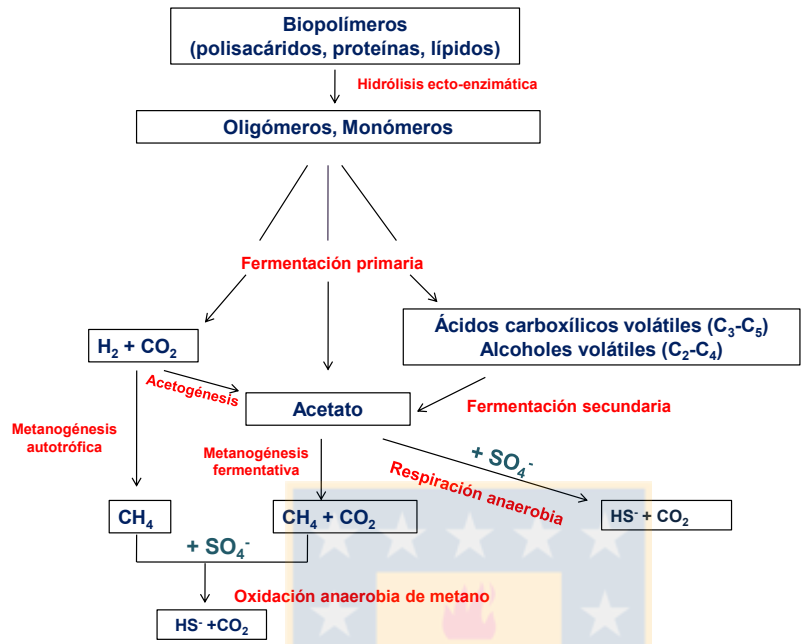 Biopolímeros
(polisacáridos, proteínas, lípidos)
Hidrólisis ecto-enzimática
Oligómeros, Monómeros
Fermentación primaria
H₂ + CO₂
Ácidos carboxílicos volátiles (C₃-C₅)
Alcoholes volátiles (C₂-C₄)
Acetogénesis
Acetato
Fermentación secundaria
Metanogénesis
autotrófica
Metanogénesis
fermentativa
+ SO₄⁻
Respiración anaerobia
CH₄
CH₄ + CO₂
HS⁻ + CO₂
+ SO₄⁻
Oxidación anaerobia de metano
HS⁻ +CO₂